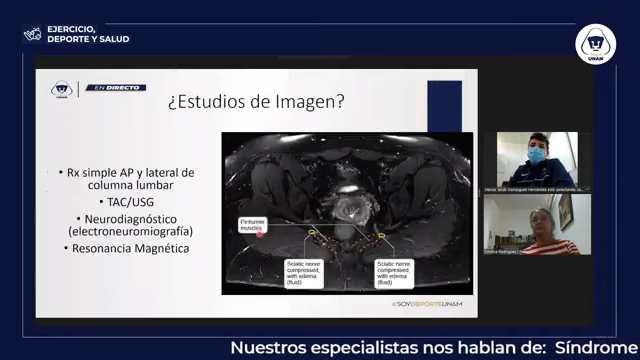 EJERCICIO,
DEPORTE Y SALUD
UNAM
UNAM
EN DIRECTO
¿Estudios de Imagen?
• Rx simple AP y lateral de
columna lumbar
• TAC/USG
• Neurodiagnóstico
(electroneuromiografía)
• Resonancia Magnética
Piriformis
muscles
Sciatic nerve
compressed,
with edema
(fluid)
Sciatic nerve
compressed,
with edema
(fluid)
#SOYDEPORTEUNAM
Nuestros especialistas nos hablan de: Síndrome